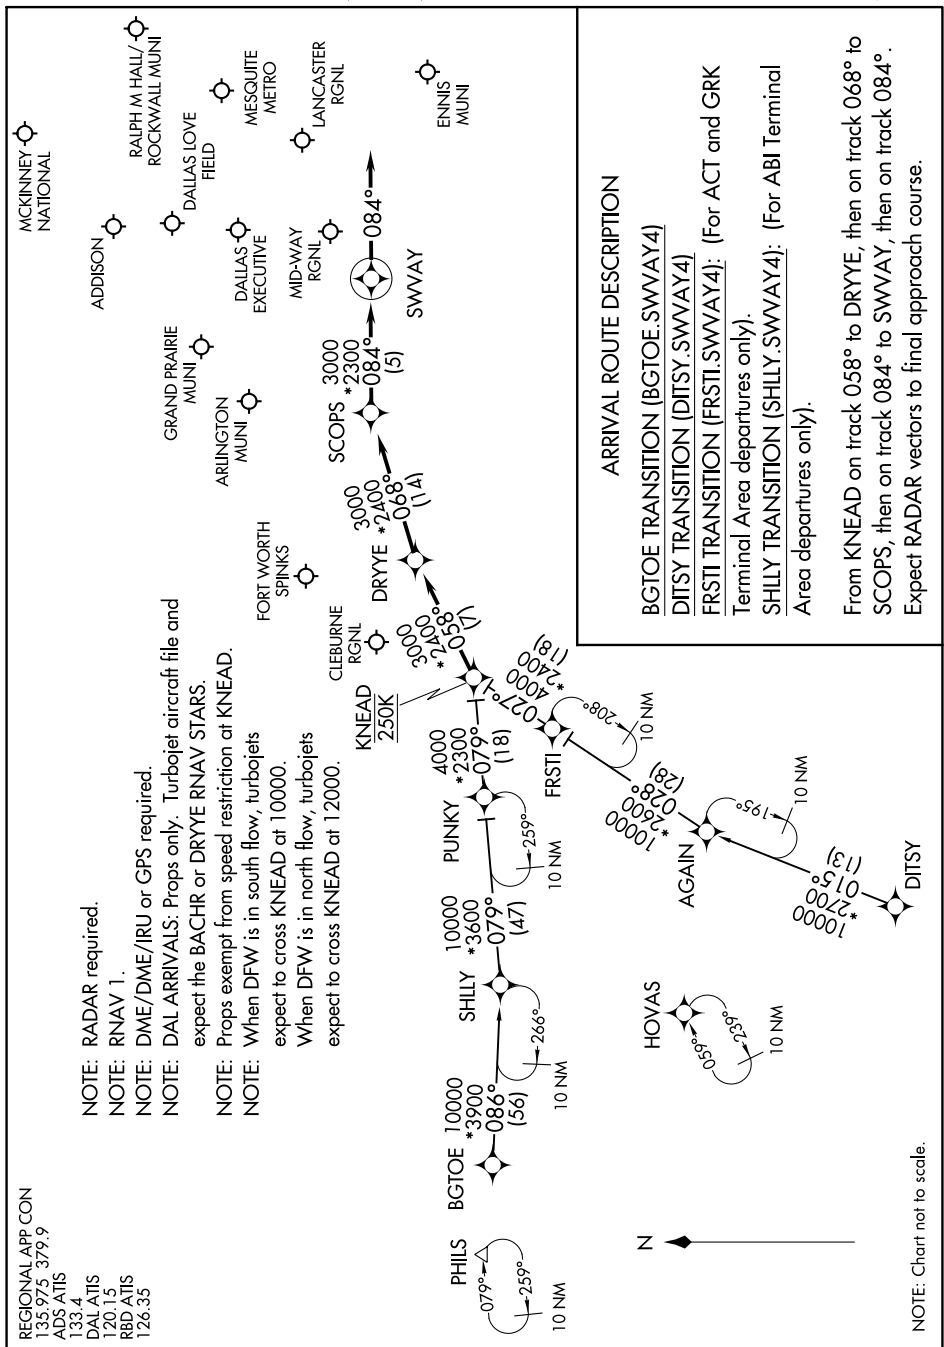 REGIONAL APP CON
135.975 379.9
ADS ATIS
133.4
DAL ATIS
120.15
RBD ATIS
126.35
NOTE: RADAR required.
NOTE: RNAV 1.
NOTE: DME/DME/IRU or GPS required.
NOTE: DAL ARRIVALS: Props only. Turbojet aircraft file and
expect the BACHR or DRYYE RNAV STARS.
NOTE: Props exempt from speed restriction at KNEAD.
NOTE: When DFW is in south flow, turbojets
expect to cross KNEAD at 10000.
When DFW is in north flow, turbojets
expect to cross KNEAD at 12000.
MCKINNEY
NATIONAL
RALPH M HALL/
ROCKWALL MUNI
ADDISON
DALLAS LOVE
FIELD
MESQUITE
METRO
GRAND PRAIRIE
MUNI
DALLAS
EXECUTIVE
LANCASTER
RGNL
ARLINGTON
MUNI
MID-WAY
RGNL
ENNIS
MUNI
FORT WORTH
SPINKS
CLEBURNE
RGNL
084°
SWVAY
SCOPS
3000
*2300
084°
(5)
DRYYE
3000
*2400
068°
(14)
KNEAD
250K
3000
*2400
058°
(7)
PHILS
079°
259°
10 NM
BGTOE
10000
*3900
086°
(56)
SHLLY
266°
10 NM
10000
*3600
079°
(47)
PUNKY
259°
10 NM
4000
*2300
079°
(18)
027°
4000
*2400
(18)
FRSTI
208°
10 NM
10000
*2600
028°
(28)
AGAIN
195°
10 NM
10000
*2700
015°
(13)
DITSY
HOVAS
059°
239°
10 NM
N
NOTE: Chart not to scale.
ARRIVAL ROUTE DESCRIPTION
BGTOE TRANSITION (BGTOE.SWVAY4)
DITSY TRANSITION (DITSY.SWVAY4)
FRSTI TRANSITION (FRSTI.SWVAY4): (For ACT and GRK
Terminal Area departures only).
SHLLY TRANSITION (SHLLY.SWVAY4): (For ABI Terminal
Area departures only).
From KNEAD on track 058° to DRYYE, then on track 068° to
SCOPS, then on track 084° to SWVAY, then on track 084°.
Expect RADAR vectors to final approach course.